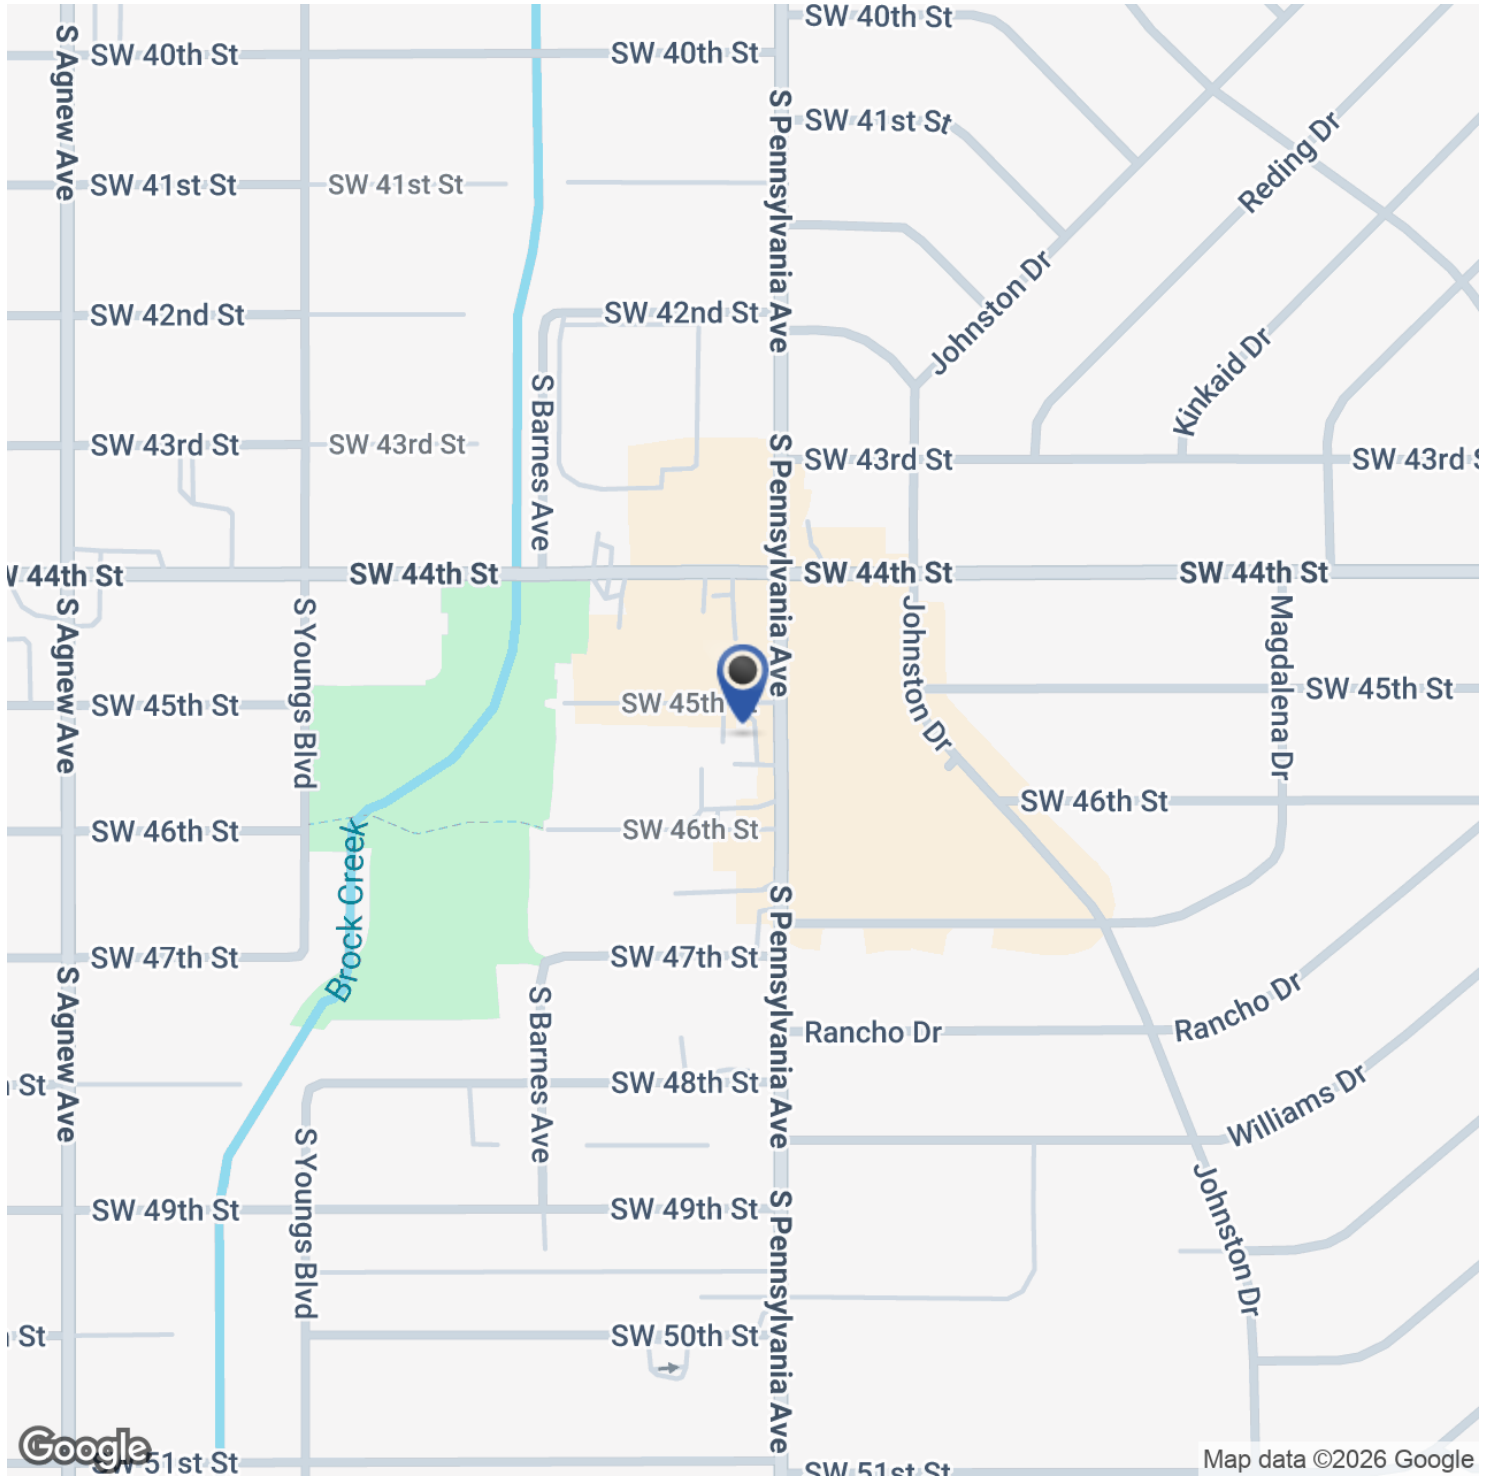 SW 40th St
S Agnew Ave
SW 40th St
SW 40th St
S Pennsylvania Ave
SW 41st St
Reding Dr
SW 41st St
SW 41st St
Johnston Dr
SW 42nd St
SW 42nd St
Kinkaid Dr
S Barnes Ave
SW 43rd St
SW 43rd St
S Pennsylvania Ave
SW 43rd St
SW 43rd S
W 44th St
SW 44th St
SW 44th St
SW 44th St
S Agnew Ave
S Youngs Blvd
Johnston Dr
Magdalena Dr
SW 45th St
SW 45th
SW 45th St
SW 46th St
SW 46th St
SW 46th St
Brock Creek
S Pennsylvania Ave
SW 47th St
SW 47th St
S Agnew Ave
S Barnes Ave
Rancho Dr
Rancho Dr
St
SW 48th St
Williams Dr
S Youngs Blvd
Johnston Dr
SW 49th St
SW 49th St
S Pennsylvania Ave
St
SW 50th St
Google
SW 51st St
SW 51st St
Map data ©2026 Google